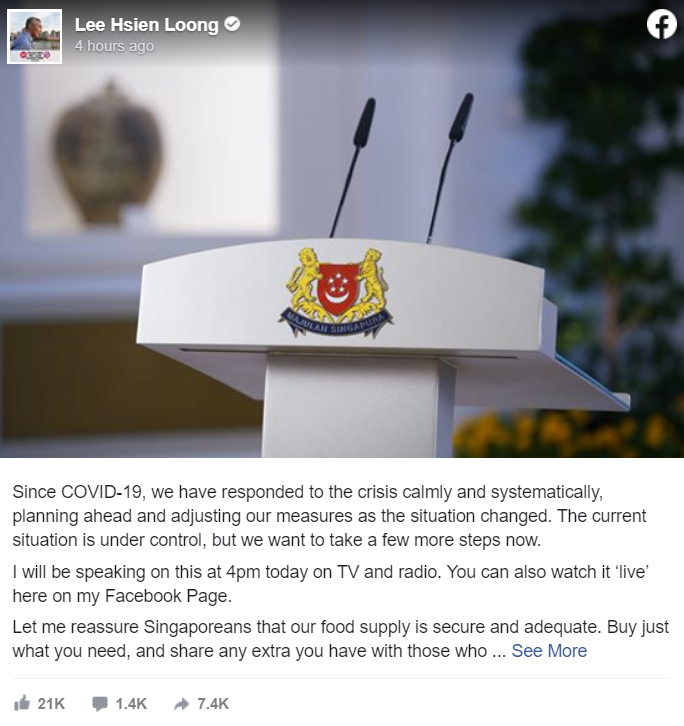 Lee Hsien Loong
4 hours ago
MAJULAH SINGAPURA
Since COVID-19, we have responded to the crisis calmly and systematically,
planning ahead and adjusting our measures as the situation changed. The current
situation is under control, but we want to take a few more steps now.
I will be speaking on this at 4pm today on TV and radio. You can also watch it ‘live’
here on my Facebook Page.
Let me reassure Singaporeans that our food supply is secure and adequate. Buy just
what you need, and share any extra you have with those who ... See More
21K 1.4K 7.4K